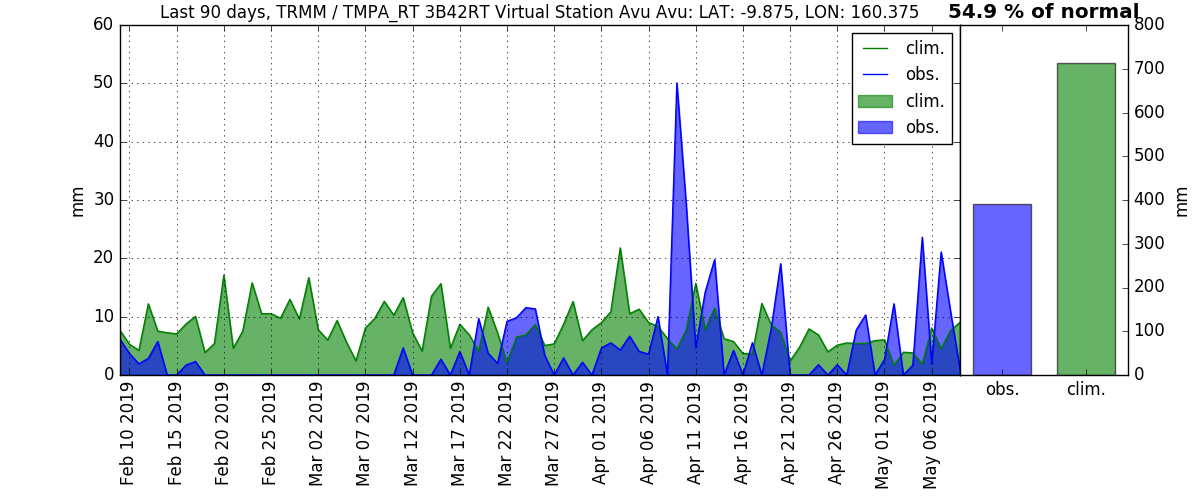 Last 90 days, TRMM / TMPA_RT 3B42RT Virtual Station Avu Avu: LAT: -9.875, LON: 160.375
54.9 % of normal
60
50
40
30
20
10
0
mm
clim.
obs.
clim.
obs.
800
700
600
500
400
300
200
100
0
mm
obs.
clim.
Feb 10 2019
Feb 15 2019
Feb 20 2019
Feb 25 2019
Mar 02 2019
Mar 07 2019
Mar 12 2019
Mar 17 2019
Mar 22 2019
Mar 27 2019
Apr 01 2019
Apr 06 2019
Apr 11 2019
Apr 16 2019
Apr 21 2019
Apr 26 2019
May 01 2019
May 06 2019